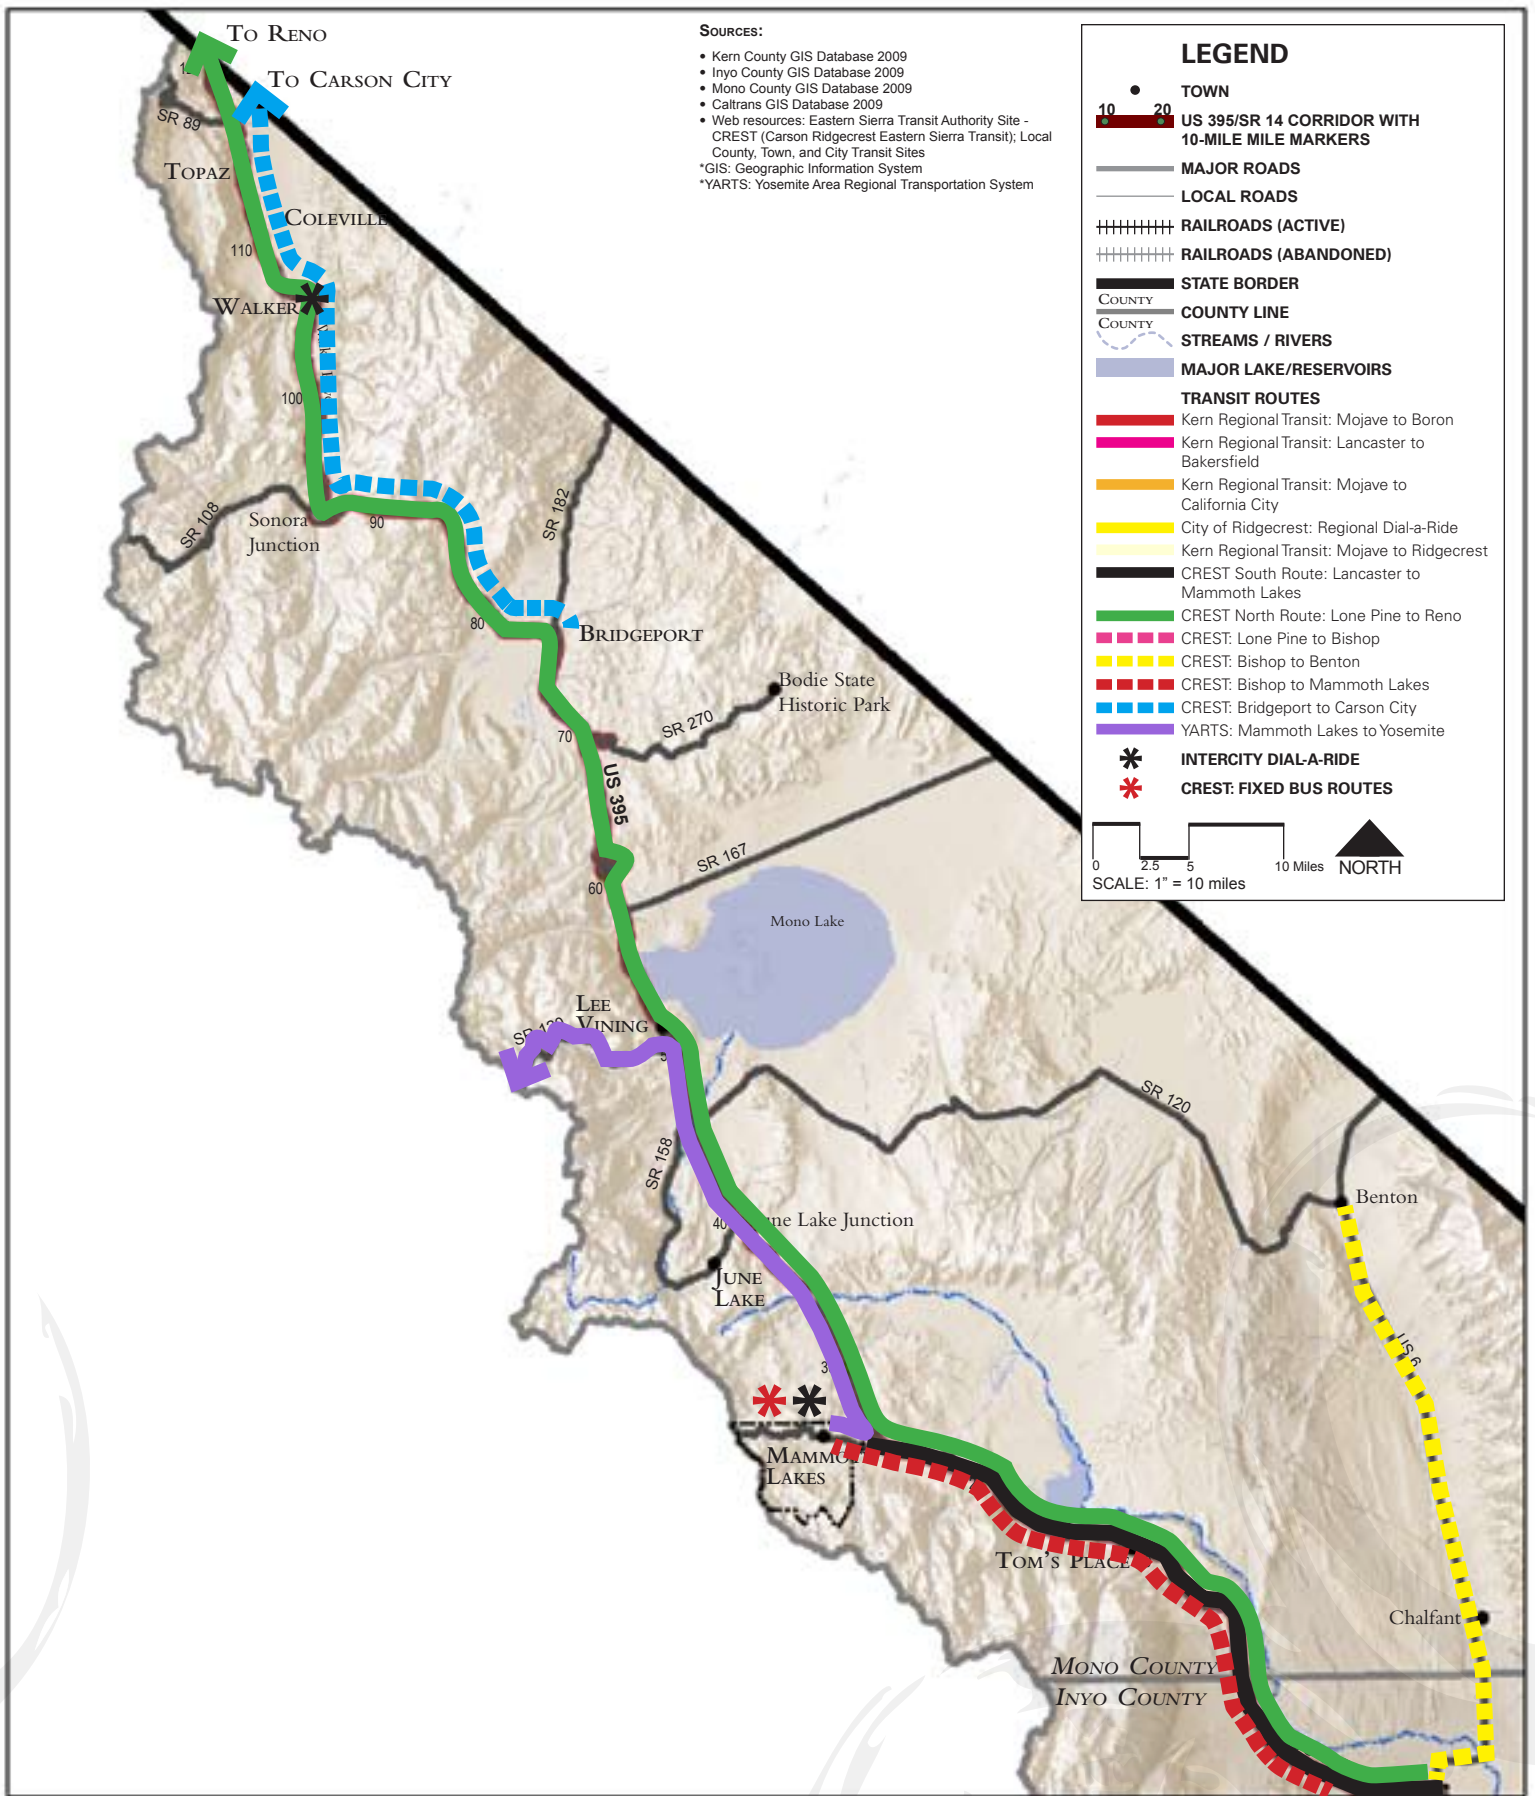 To Reno
To Carson City
SR 89
Topaz
Coleville
110
Walker
100
SR 108
Sonora
Junction
90
SR 182
80
Bridgeport
Bodie State
Historic Park
SR 270
70
US 395
SR 167
60
Mono Lake
Lee
Vining
SR 120
SR 158
SR 120
Benton
40
June Lake Junction
June
Lake
US 6
Mammoth
Lakes
Tom's Place
Chalfant
Mono County
Inyo County
Sources:
• Kern County GIS Database 2009
• Inyo County GIS Database 2009
• Mono County GIS Database 2009
• Caltrans GIS Database 2009
• Web resources: Eastern Sierra Transit Authority Site -
CREST (Carson Ridgecrest Eastern Sierra Transit); Local
County, Town, and City Transit Sites
*GIS: Geographic Information System
*YARTS: Yosemite Area Regional Transportation System
LEGEND
TOWN
10 20
US 395/SR 14 CORRIDOR WITH
10-MILE MILE MARKERS
MAJOR ROADS
LOCAL ROADS
RAILROADS (ACTIVE)
RAILROADS (ABANDONED)
STATE BORDER
County
COUNTY LINE
County
STREAMS / RIVERS
MAJOR LAKE/RESERVOIRS
TRANSIT ROUTES
Kern Regional Transit: Mojave to Boron
Kern Regional Transit: Lancaster to
Bakersfield
Kern Regional Transit: Mojave to
California City
City of Ridgecrest: Regional Dial-a-Ride
Kern Regional Transit: Mojave to Ridgecrest
CREST South Route: Lancaster to
Mammoth Lakes
CREST North Route: Lone Pine to Reno
CREST: Lone Pine to Bishop
CREST: Bishop to Benton
CREST: Bishop to Mammoth Lakes
CREST: Bridgeport to Carson City
YARTS: Mammoth Lakes to Yosemite
INTERCITY DIAL-A-RIDE
CREST: FIXED BUS ROUTES
0 2.5 5 10 Miles
SCALE: 1" = 10 miles
NORTH